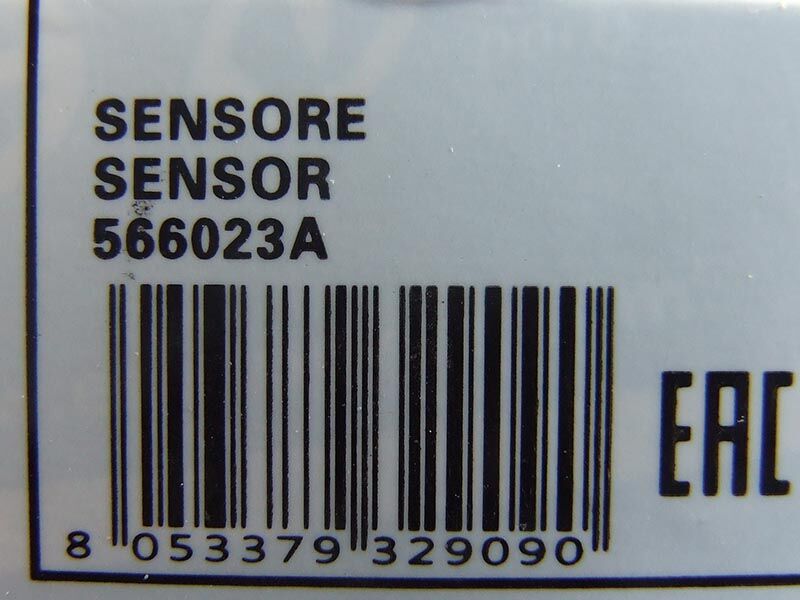 SENSORE
SENSOR
566023A
EAC
8 053379 329090